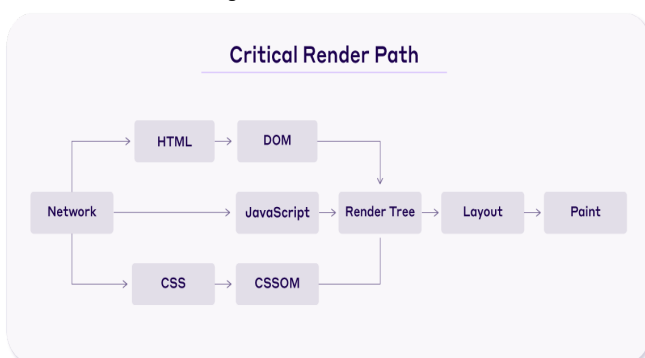 Critical Render Path
HTML
DOM
Network
JavaScript
Render Tree
Layout
Paint
CSS
CSSOM